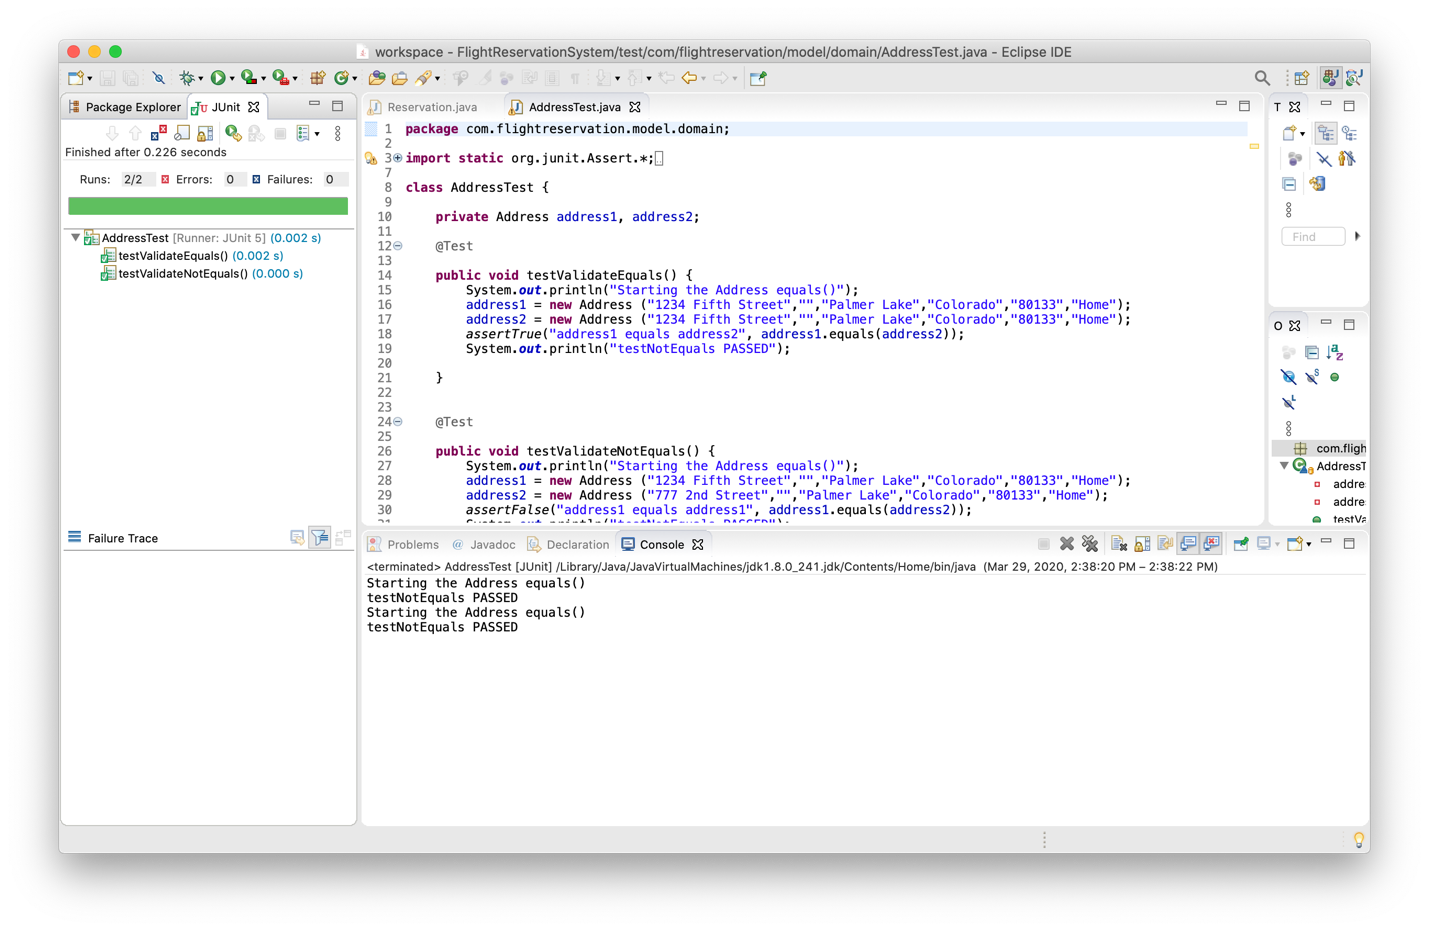 workspace - FlightReservationSystem/test/com/flightreservation/model/domain/AddressTest.java - Eclipse IDE
Package Explorer JUnit
Finished after 0.226 seconds
Runs: 2/2 Errors: 0 Failures: 0
AddressTest [Runner: JUnit 5] (0.002 s)
testValidateEquals() (0.002 s)
testValidateNotEquals() (0.000 s)
Failure Trace
Reservation.java AddressTest.java
1 package com.flightreservation.model.domain;
2
3 import static org.junit.Assert.*;
7
8 class AddressTest {
9
10 private Address address1, address2;
11
12 @Test
13
14 public void testValidateEquals() {
15 System.out.println("Starting the Address equals()");
16 address1 = new Address ("1234 Fifth Street","","Palmer Lake","Colorado","80133","Home");
17 address2 = new Address ("1234 Fifth Street","","Palmer Lake","Colorado","80133","Home");
18 assertTrue("address1 equals address2", address1.equals(address2));
19 System.out.println("testNotEquals PASSED");
20
21 }
22
23
24 @Test
25
26 public void testValidateNotEquals() {
27 System.out.println("Starting the Address equals()");
28 address1 = new Address ("1234 Fifth Street","","Palmer Lake","Colorado","80133","Home");
29 address2 = new Address ("777 2nd Street","","Palmer Lake","Colorado","80133","Home");
30 assertFalse("address1 equals address1", address1.equals(address2));
31 System.out.println("testNotEquals PASSED");
T
Find
O
com.fligh
AddressT
addre
addre
testVa
Problems @ Javadoc Declaration Console
<terminated> AddressTest [JUnit] /Library/Java/JavaVirtualMachines/jdk1.8.0_241.jdk/Contents/Home/bin/java (Mar 29, 2020, 2:38:20 PM – 2:38:22 PM)
Starting the Address equals()
testNotEquals PASSED
Starting the Address equals()
testNotEquals PASSED